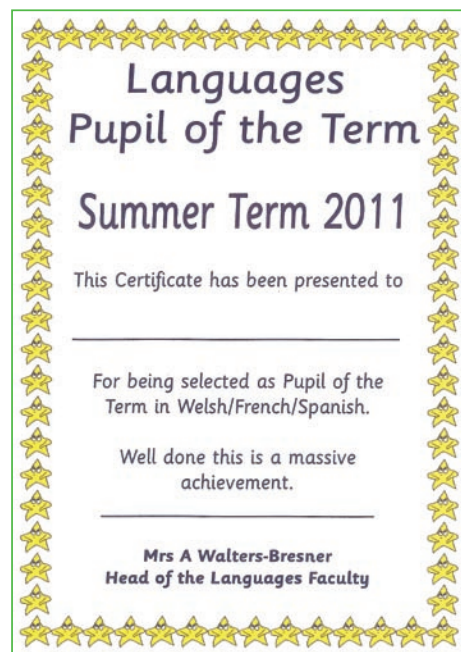 Languages
Pupil of the Term
Summer Term 2011
This Certificate has been presented to
For being selected as Pupil of the
Term in Welsh/French/Spanish.
Well done this is a massive
achievement.
Mrs A Walters-Bresner
Head of the Languages Faculty